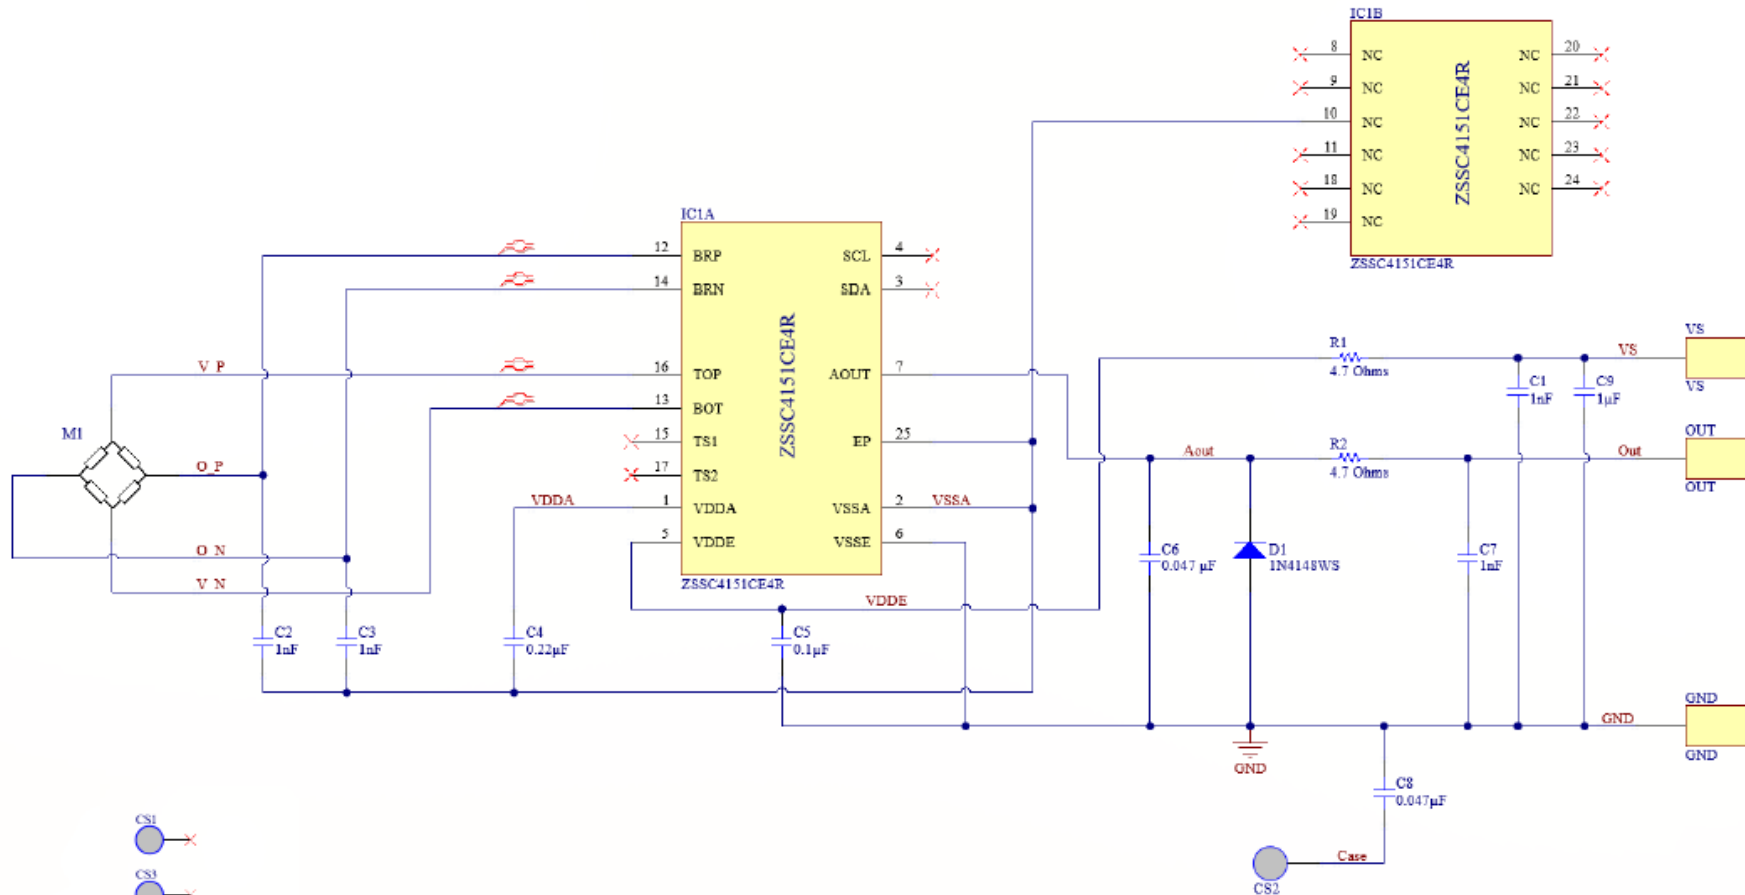 IC1B
8 NC NC 20
9 NC NC 21
10 NC NC 22
11 NC NC 23
18 NC NC 24
19 NC
ZSSC4151CE4R
ZSSC4151CE4R
IC1A
12 BRP SCL 4
14 BRN SDA 3
16 TOP AOUT 7
13 BOT
15 TS1 EP 25
17 TS2
1 VDDA VSSA 2
5 VDDE VSSE 6
ZSSC4151CE4R
ZSSC4151CE4R
V_P
M1
O_P
O_N
V_N
VDDA
VSSA
VDDE
C2
1nF
C3
1nF
C4
0.22µF
C5
0.1µF
R1
4.7 Ohms
VS
VS
VS
C1
1nF
C9
1µF
Aout
R2
4.7 Ohms
Out
OUT
OUT
C6
0.047 µF
D1
1N4148WS
C7
1nF
GND
GND
GND
GND
C8
0.047µF
Case
CS2
CS1
CS3